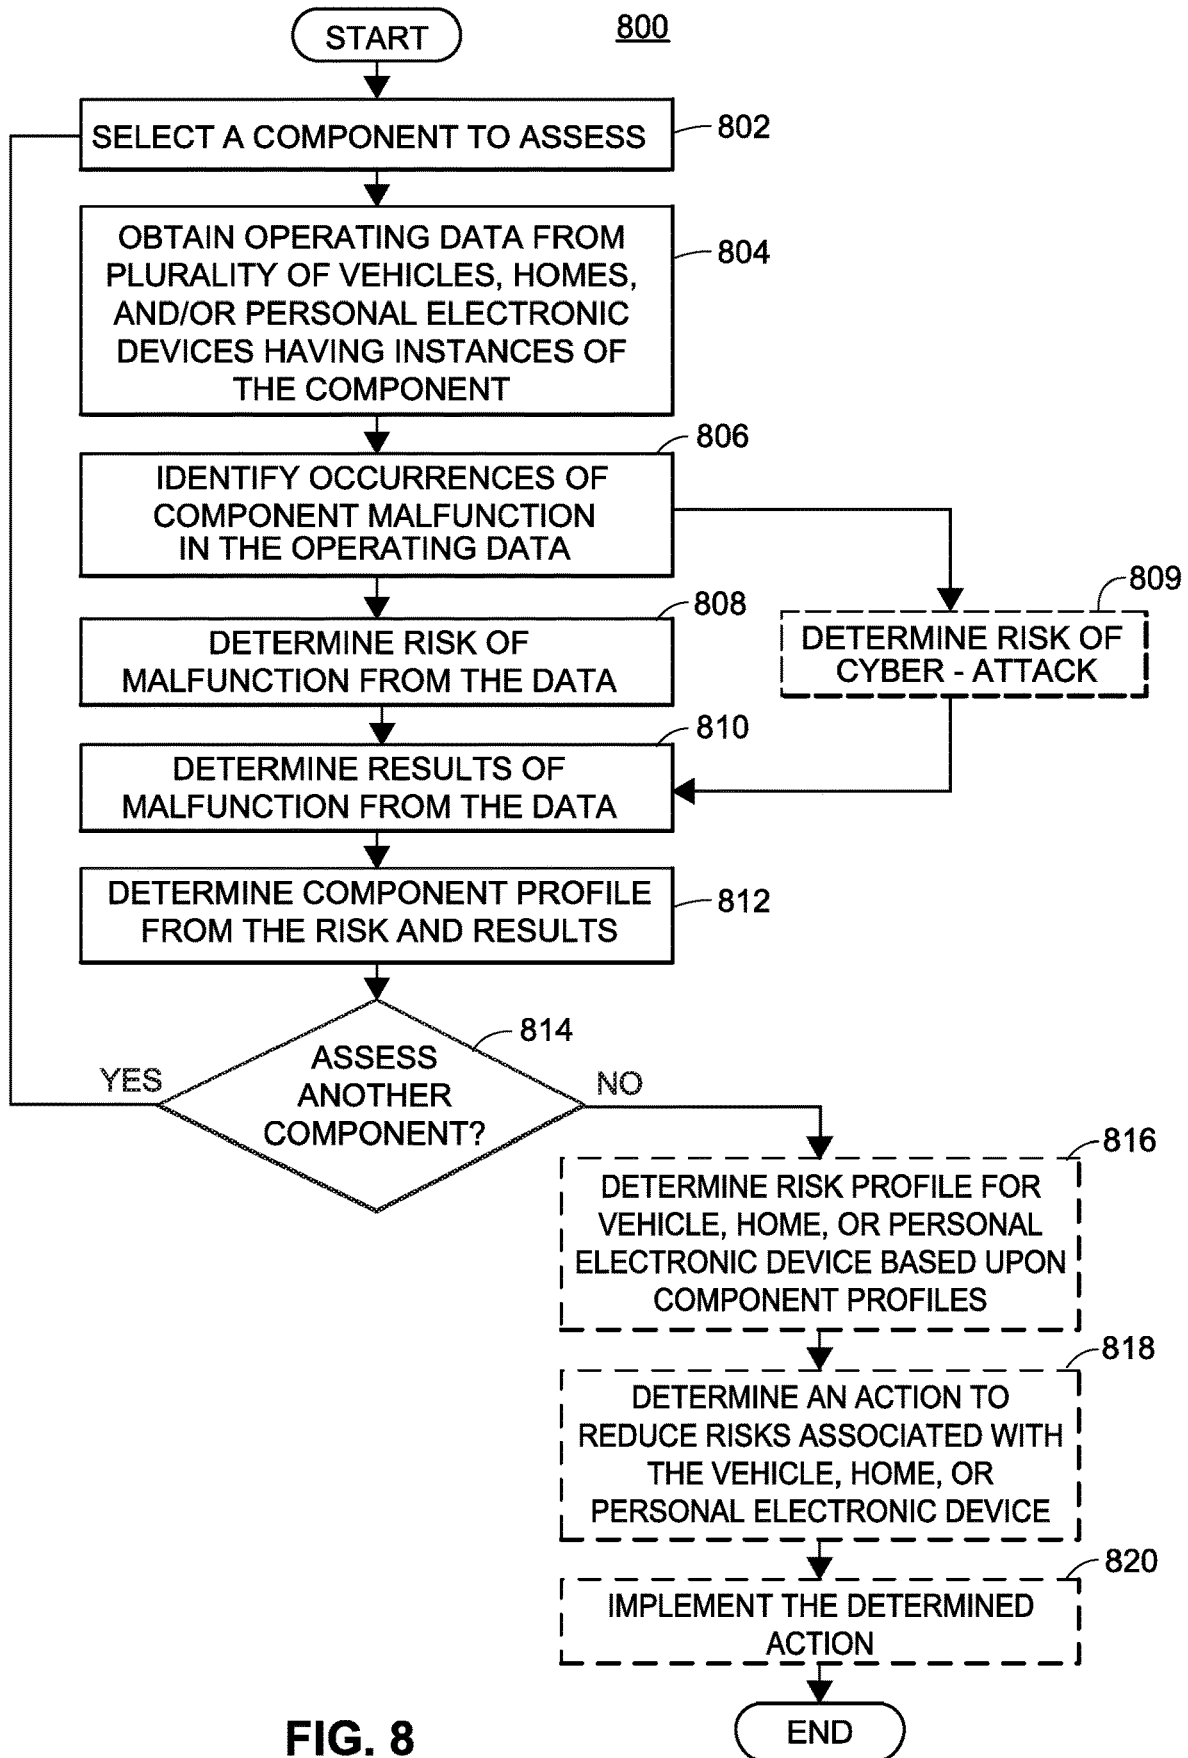 START
800
SELECT A COMPONENT TO ASSESS
802
OBTAIN OPERATING DATA FROM
PLURALITY OF VEHICLES, HOMES,
AND/OR PERSONAL ELECTRONIC
DEVICES HAVING INSTANCES OF
THE COMPONENT
804
IDENTIFY OCCURRENCES OF
COMPONENT MALFUNCTION
IN THE OPERATING DATA
806
DETERMINE RISK OF
MALFUNCTION FROM THE DATA
808
DETERMINE RISK OF
CYBER - ATTACK
809
DETERMINE RESULTS OF
MALFUNCTION FROM THE DATA
810
DETERMINE COMPONENT PROFILE
FROM THE RISK AND RESULTS
812
ASSESS
ANOTHER
COMPONENT?
814
YES
NO
DETERMINE RISK PROFILE FOR
VEHICLE, HOME, OR PERSONAL
ELECTRONIC DEVICE BASED UPON
COMPONENT PROFILES
816
DETERMINE AN ACTION TO
REDUCE RISKS ASSOCIATED WITH
THE VEHICLE, HOME, OR
PERSONAL ELECTRONIC DEVICE
818
IMPLEMENT THE DETERMINED
ACTION
820
END
FIG. 8